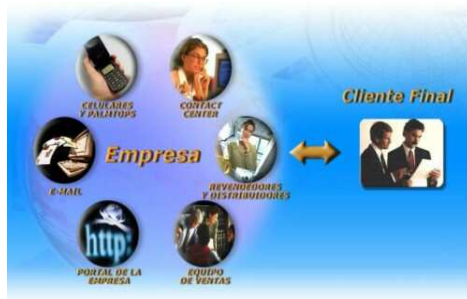 CELULARES
Y PALMTOPS
CONTACT
CENTER
Cliente Final
E-MAIL
Empresa
REVENDEDORES
Y DISTRIBUIDORES
http:
PORTAL DE LA
EMPRESA
EQUIPO
DE VENTAS